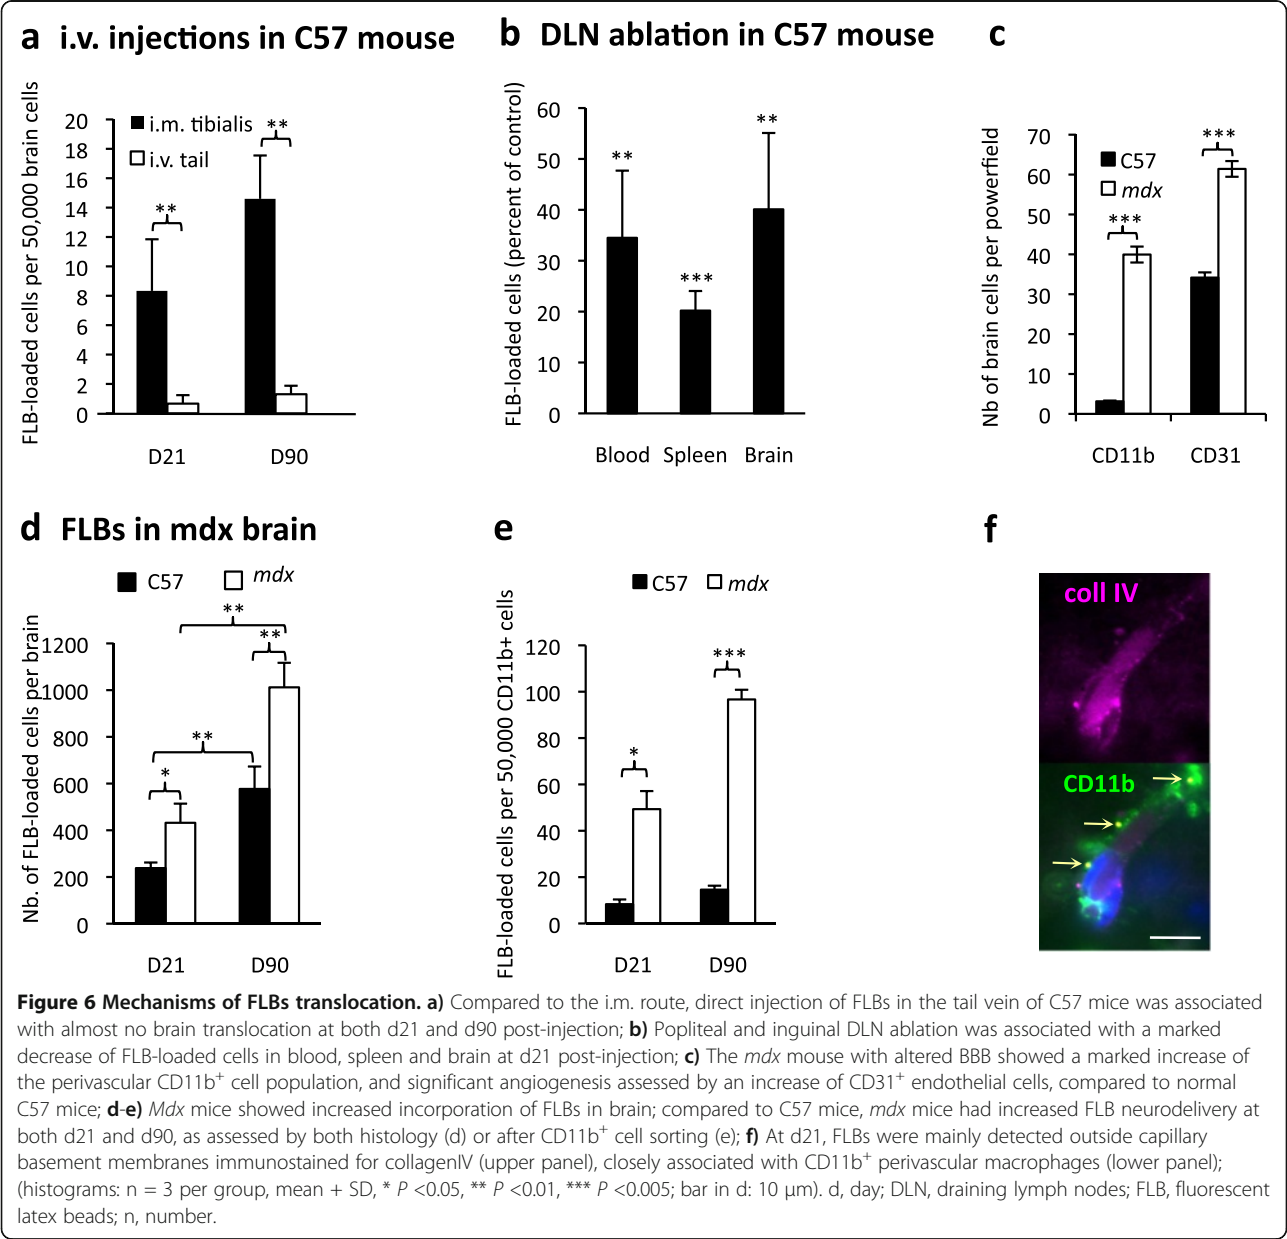 a i.v. injections in C57 mouse
FLB-loaded cells per 50,000 brain cells
20
18
16
14
12
10
8
6
4
2
0
i.m. tibialis
i.v. tail
**
**
D21 D90
b DLN ablation in C57 mouse
FLB-loaded cells (percent of control)
60
50
40
30
20
10
0
**
***
**
Blood Spleen Brain
c
Nb of brain cells per powerfield
70
60
50
40
30
20
10
0
C57
mdx
***
***
CD11b CD31
d FLBs in mdx brain
C57 mdx
Nb. of FLB-loaded cells per brain
1200
1000
800
600
400
200
0
**
**
**
*
D21 D90
e
C57 mdx
FLB-loaded cells per 50,000 CD11b+ cells
120
100
80
60
40
20
0
*
***
D21 D90
f
coll IV
CD11b
Figure 6 Mechanisms of FLBs translocation. a) Compared to the i.m. route, direct injection of FLBs in the tail vein of C57 mice was associated
with almost no brain translocation at both d21 and d90 post-injection; b) Popliteal and inguinal DLN ablation was associated with a marked
decrease of FLB-loaded cells in blood, spleen and brain at d21 post-injection; c) The mdx mouse with altered BBB showed a marked increase of
the perivascular CD11b+ cell population, and significant angiogenesis assessed by an increase of CD31+ endothelial cells, compared to normal
C57 mice; d-e) Mdx mice showed increased incorporation of FLBs in brain; compared to C57 mice, mdx mice had increased FLB neurodelivery at
both d21 and d90, as assessed by both histology (d) or after CD11b+ cell sorting (e); f) At d21, FLBs were mainly detected outside capillary
basement membranes immunostained for collagenIV (upper panel), closely associated with CD11b+ perivascular macrophages (lower panel);
(histograms: n = 3 per group, mean + SD, * P <0.05, ** P <0.01, *** P <0.005; bar in d: 10 μm). d, day; DLN, draining lymph nodes; FLB, fluorescent
latex beads; n, number.